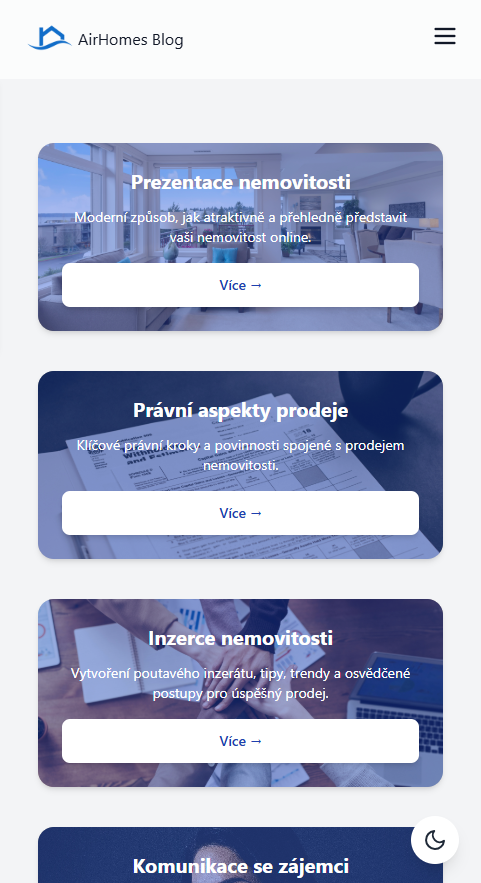 AirHomes Blog
Prezentace nemovitosti
Moderní způsob, jak atraktivně a přehledně představit
vaši nemovitost online.
Více →
Právní aspekty prodeje
Klíčové právní kroky a povinnosti spojené s prodejem
nemovitosti.
Více →
Inzerce nemovitosti
Vytvoření poutavého inzerátu, tipy, trendy a osvědčené
postupy pro úspěšný prodej.
Více →
Komunikace se zájemci